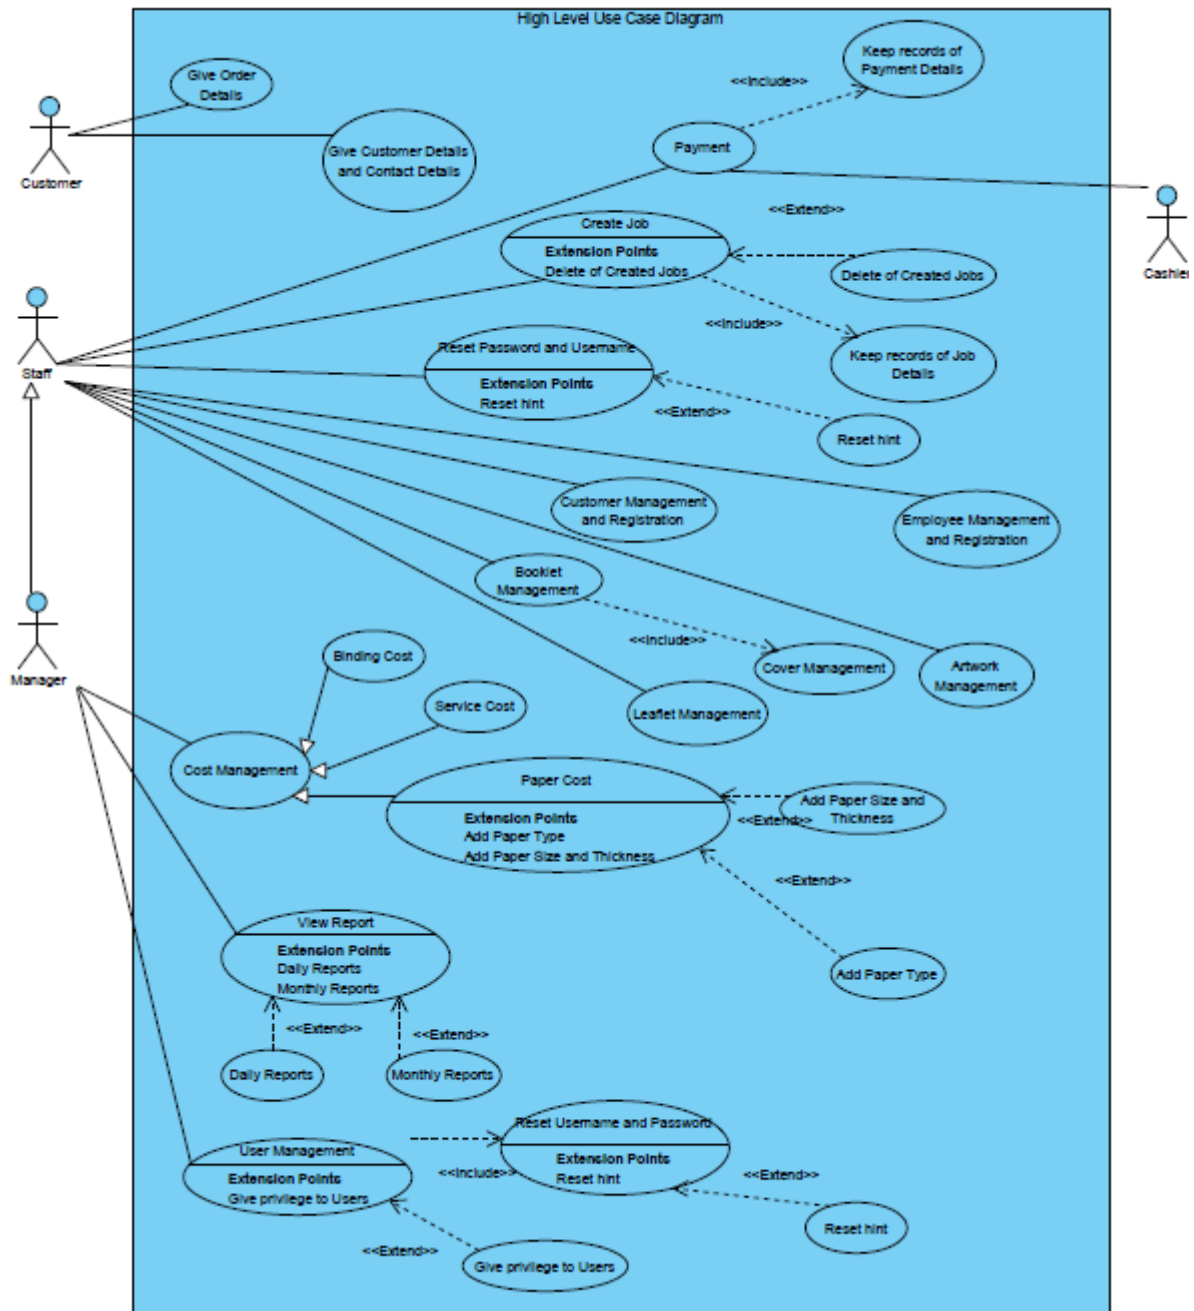 High Level Use Case Diagram
Keep records of
Payment Details
Give Order
Details
<<Include>>
Give Customer Details
and Contact Details
Payment
Customer
<<Extend>>
Create Job
Extension Points
Delete of Created Jobs
Delete of Created Jobs
Cashier
<<Include>>
Reset Password and Username
Keep records of Job
Details
Staff
Extension Points
Reset hint
<<Extend>>
Reset hint
Customer Management
and Registration
Employee Management
and Registration
Booklet
Management
<<Include>>
Binding Cost
Cover Management
Artwork
Management
Manager
Service Cost
Leaflet Management
Cost Management
Paper Cost
Extension Points
Add Paper Type
Add Paper Size and Thickness
Add Paper Size and
Thickness
<<Extend>>
<<Extend>>
View Report
Extension Points
Daily Reports
Monthly Reports
Add Paper Type
<<Extend>>
<<Extend>>
Daily Reports
Monthly Reports
Reset Username and Password
Extension Points
Reset hint
User Management
Extension Points
Give privilege to Users
<<Include>>
<<Extend>>
Reset hint
<<Extend>>
Give privilege to Users